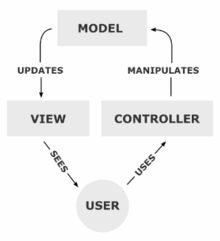 MODEL
UPDATES
MANIPULATES
VIEW
CONTROLLER
SEES
USES
USER